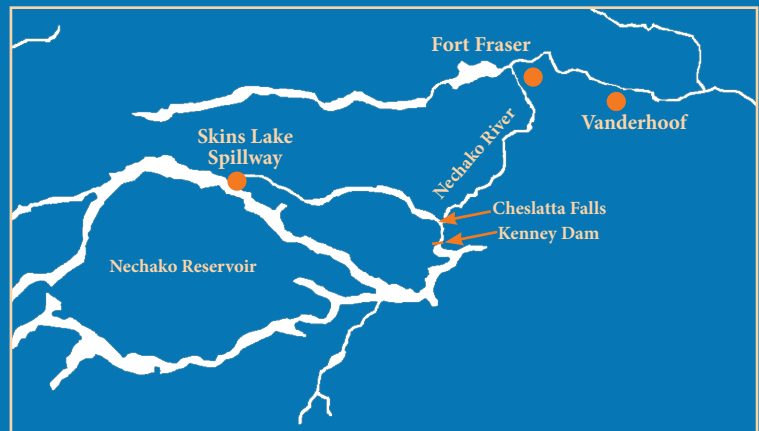 Fort Fraser
Vanderhoof
Skins Lake
Spillway
Nechako River
Cheslatta Falls
Kenney Dam
Nechako Reservoir